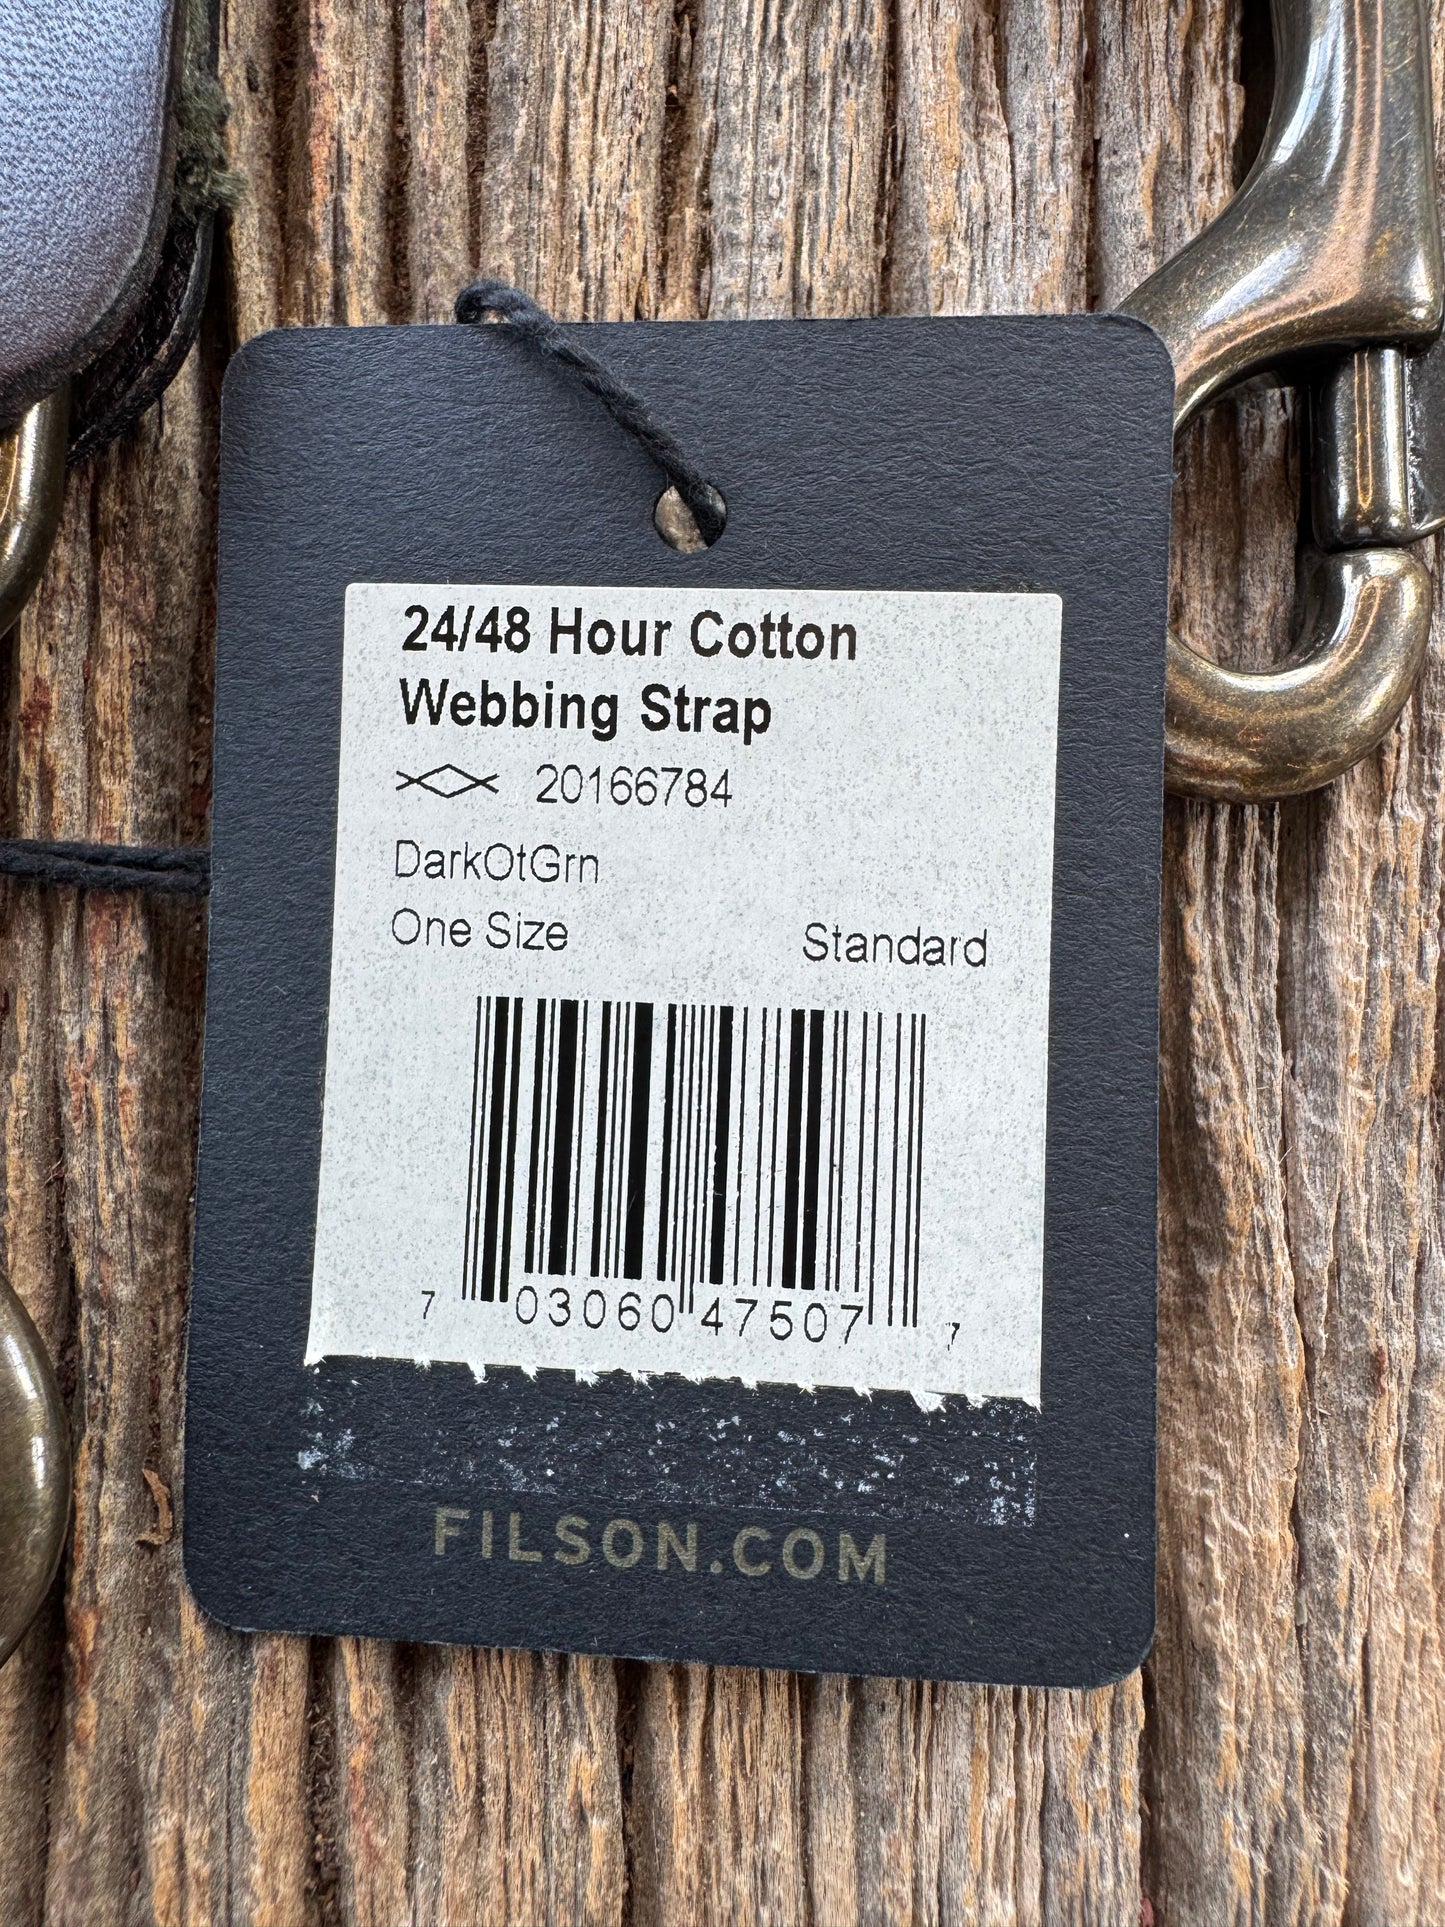 24/48 Hour Cotton
Webbing Strap
20166784
DarkOtGrn
One Size Standard
7 03060 47507 7
FILSON.COM